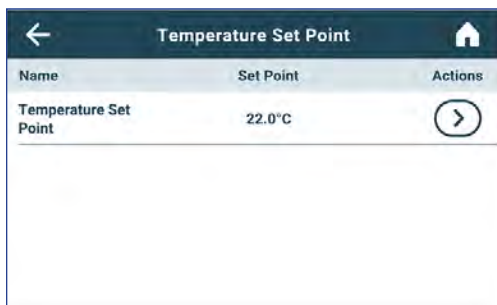 Temperature Set Point
Name Set Point Actions
Temperature Set
Point
22.0°C